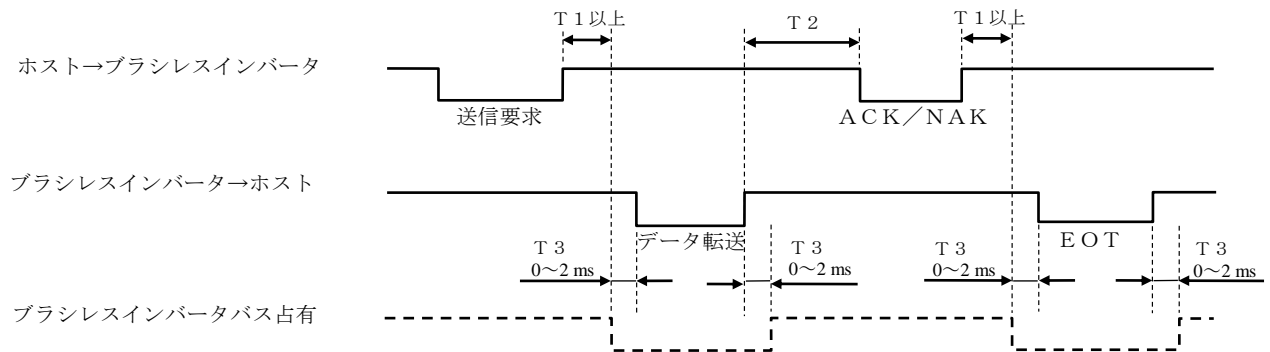 Ｔ１以上
Ｔ２
Ｔ１以上
ホスト→ブラシレスインバータ
送信要求
ＡＣＫ／ＮＡＫ
ブラシレスインバータ→ホスト
データ転送
ＥＯＴ
Ｔ３
0～2 ms
Ｔ３
0～2 ms
Ｔ３
0～2 ms
Ｔ３
0～2 ms
ブラシレスインバータバス占有